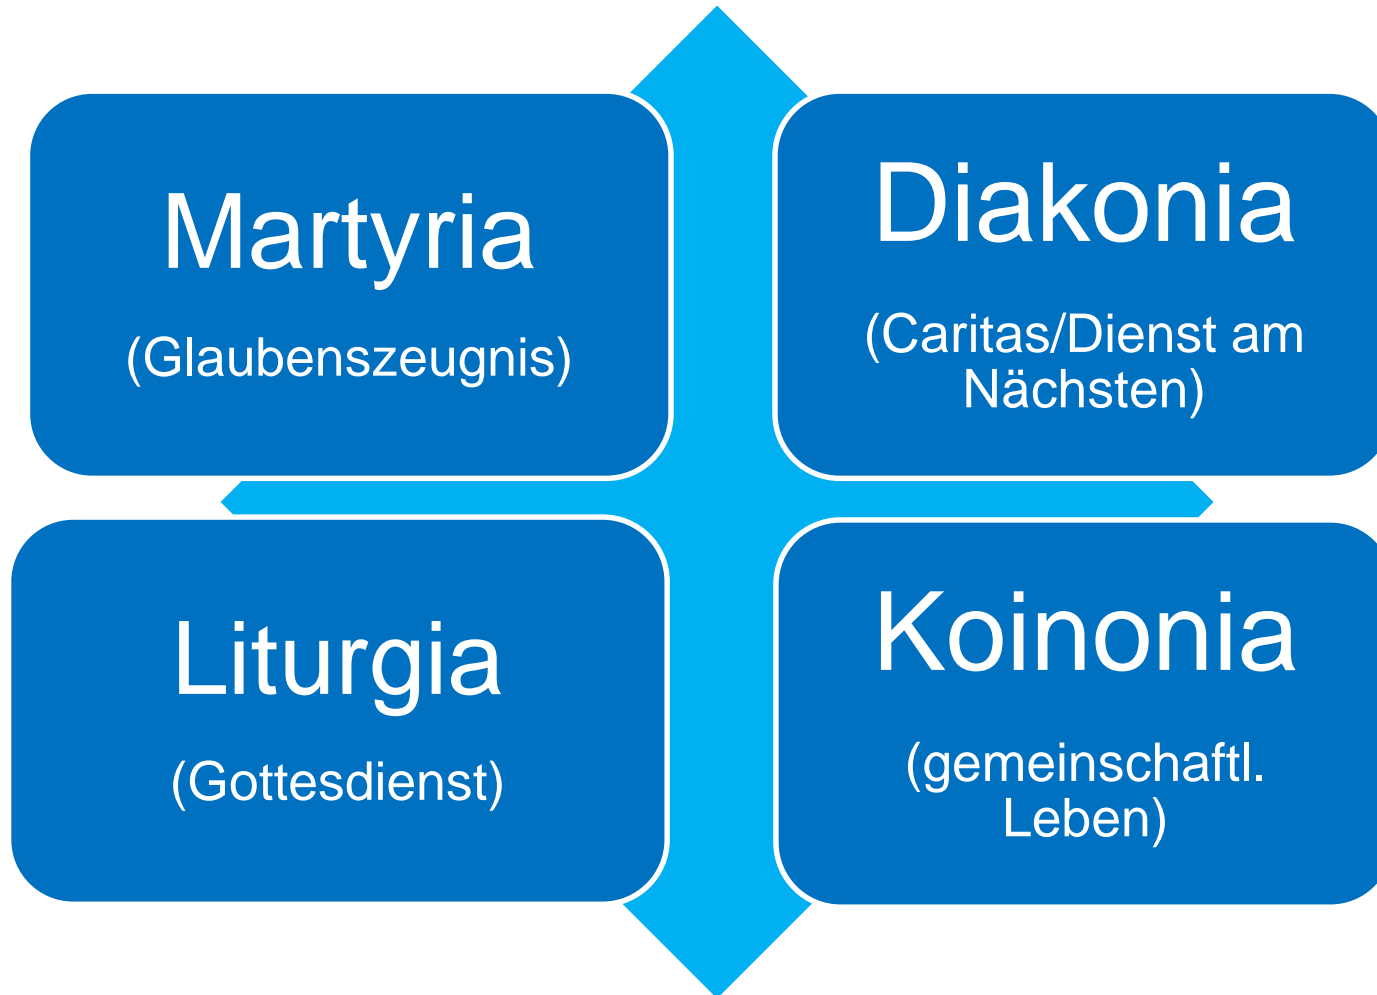 Martyria
(Glaubenszeugnis)
Diakonia
(Caritas/Dienst am
Nächsten)
Liturgia
(Gottesdienst)
Koinonia
(gemeinschaftl.
Leben)